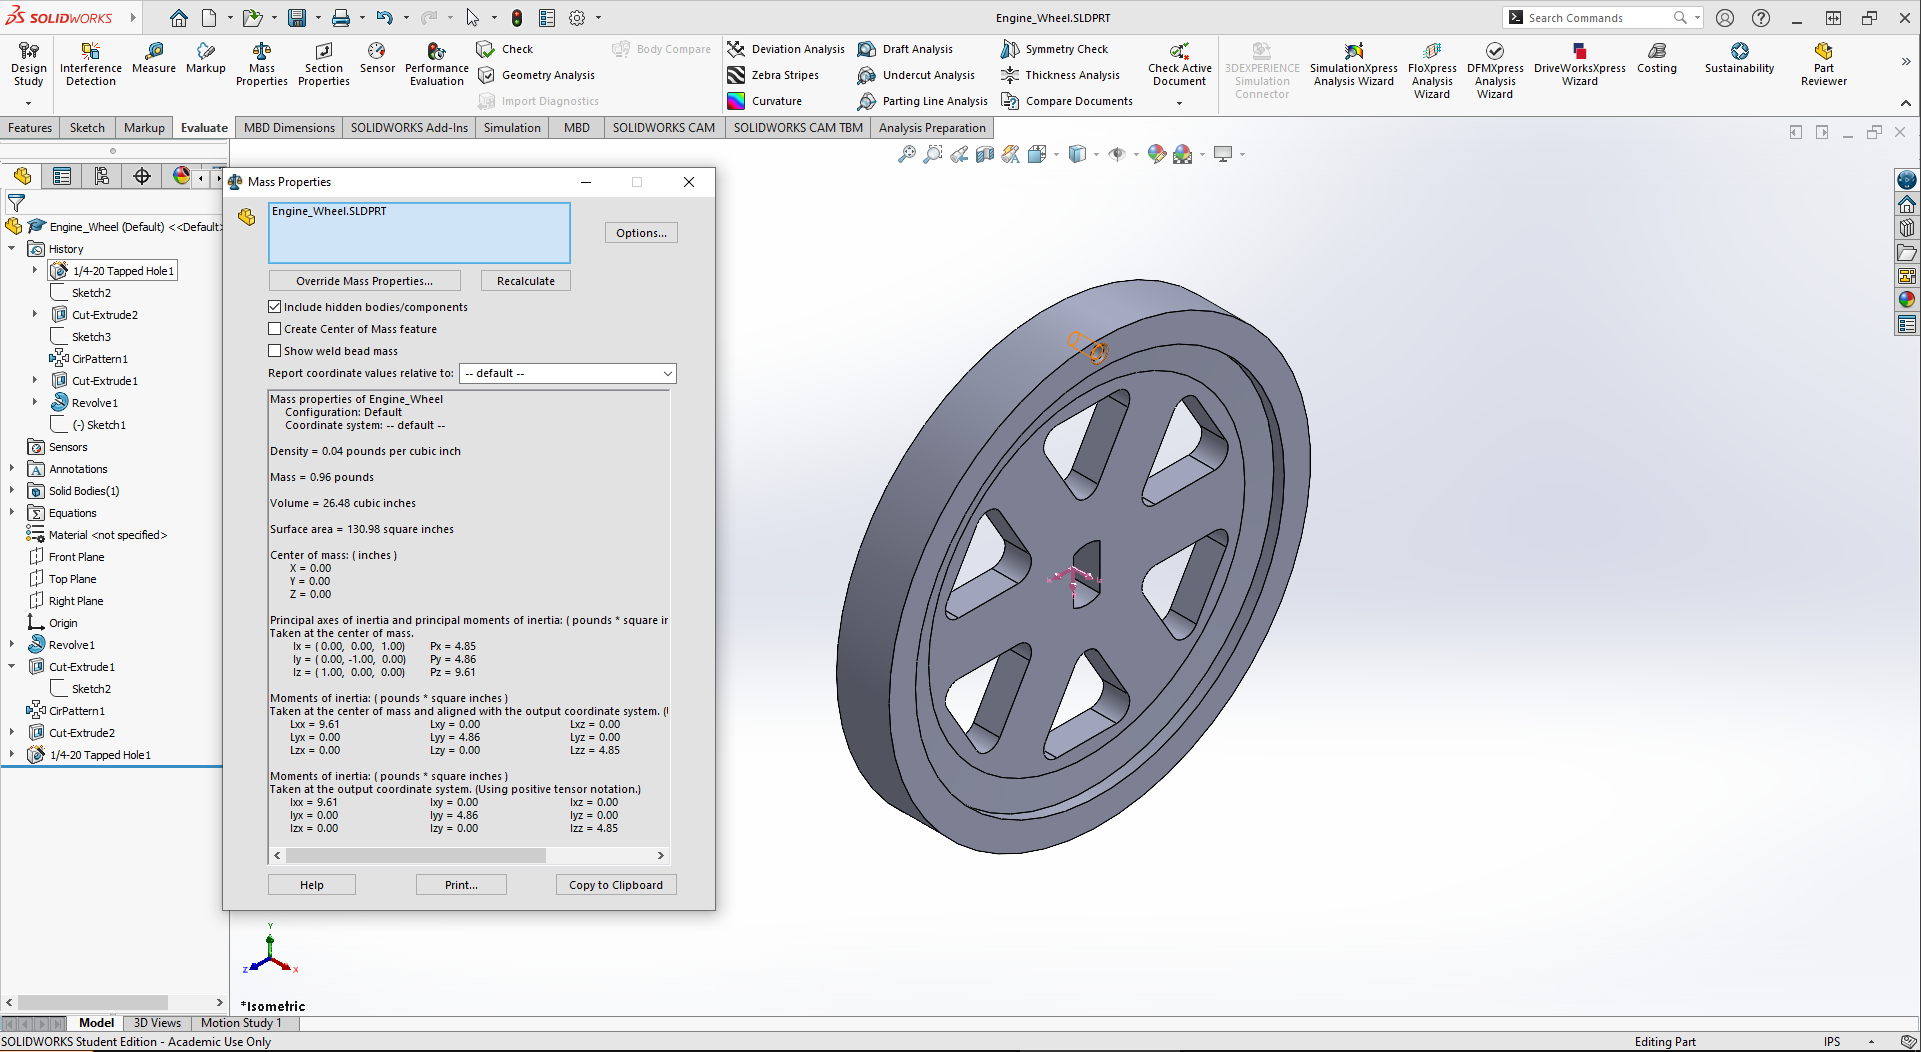 SOLIDWORKS
Engine_Wheel.SLDPRT
Search Commands
Design Study
Interference Detection
Measure
Markup
Mass Properties
Section Properties
Sensor
Performance Evaluation
Check
Geometry Analysis
Import Diagnostics
Body Compare
Deviation Analysis
Zebra Stripes
Curvature
Draft Analysis
Undercut Analysis
Parting Line Analysis
Symmetry Check
Thickness Analysis
Compare Documents
Check Active Document
3DEXPERIENCE Simulation Connector
SimulationXpress Analysis Wizard
FloXpress Analysis Wizard
DFMXpress Analysis Wizard
DriveWorksXpress Wizard
Costing
Sustainability
Part Reviewer
Features
Sketch
Markup
Evaluate
MBD Dimensions
SOLIDWORKS Add-Ins
Simulation
MBD
SOLIDWORKS CAM
SOLIDWORKS CAM TBM
Analysis Preparation
Engine_Wheel (Default) <<Default>
History
1/4-20 Tapped Hole1
Sketch2
Cut-Extrude2
Sketch3
CirPattern1
Cut-Extrude1
Revolve1
(-) Sketch1
Sensors
Annotations
Solid Bodies(1)
Equations
Material <not specified>
Front Plane
Top Plane
Right Plane
Origin
Revolve1
Cut-Extrude1
Sketch2
CirPattern1
Cut-Extrude2
1/4-20 Tapped Hole1
Mass Properties
Engine_Wheel.SLDPRT
Options...
Override Mass Properties...
Recalculate
Include hidden bodies/components
Create Center of Mass feature
Show weld bead mass
Report coordinate values relative to:
-- default --
Mass properties of Engine_Wheel
Configuration: Default
Coordinate system: -- default --
Density = 0.04 pounds per cubic inch
Mass = 0.96 pounds
Volume = 26.48 cubic inches
Surface area = 130.98 square inches
Center of mass: ( inches )
X = 0.00
Y = 0.00
Z = 0.00
Principal axes of inertia and principal moments of inertia: ( pounds * square ir
Taken at the center of mass.
Ix = ( 0.00, 0.00, 1.00) Px = 4.85
Iy = ( 0.00, -1.00, 0.00) Py = 4.86
Iz = ( 1.00, 0.00, 0.00) Pz = 9.61
Moments of inertia: ( pounds * square inches )
Taken at the center of mass and aligned with the output coordinate system. (
Lxx = 9.61 Lxy = 0.00 Lxz = 0.00
Lyx = 0.00 Lyy = 4.86 Lyz = 0.00
Lzx = 0.00 Lzy = 0.00 Lzz = 4.85
Moments of inertia: ( pounds * square inches )
Taken at the output coordinate system. (Using positive tensor notation.)
Ixx = 9.61 Ixy = 0.00 Ixz = 0.00
Iyx = 0.00 Iyy = 4.86 Iyz = 0.00
Izx = 0.00 Izy = 0.00 Izz = 4.85
Help
Print...
Copy to Clipboard
Y
Z
X
*Isometric
Model
3D Views
Motion Study 1
SOLIDWORKS Student Edition - Academic Use Only
Editing Part
IPS